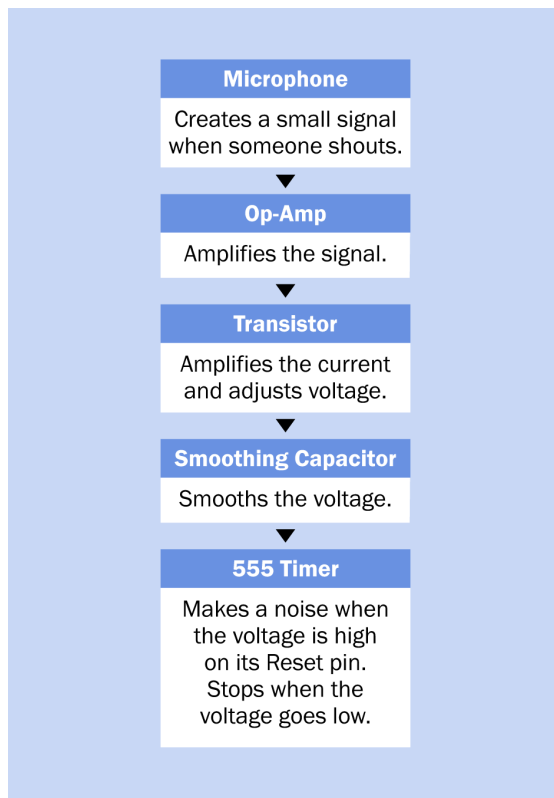 Microphone
Creates a small signal
when someone shouts.
Op-Amp
Amplifies the signal.
Transistor
Amplifies the current
and adjusts voltage.
Smoothing Capacitor
Smooths the voltage.
555 Timer
Makes a noise when
the voltage is high
on its Reset pin.
Stops when the
voltage goes low.